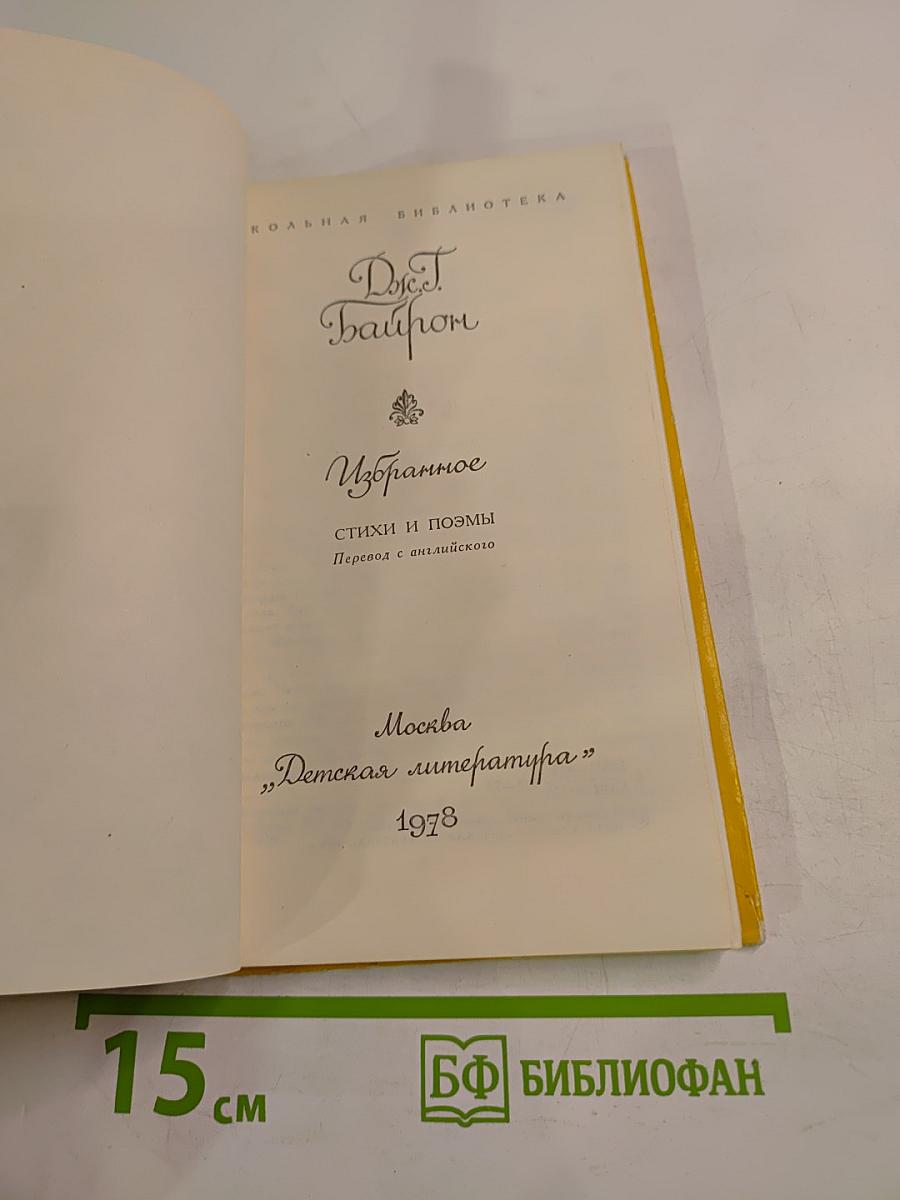 КОЛЬНАЯ БИБЛИОТЕКА
Дж. Г.
Байрон
Избранное
СТИХИ И ПОЭМЫ
Перевод с английского
Москва
„Детская литература”
1978
15 см
БФ БИБЛИОФАН